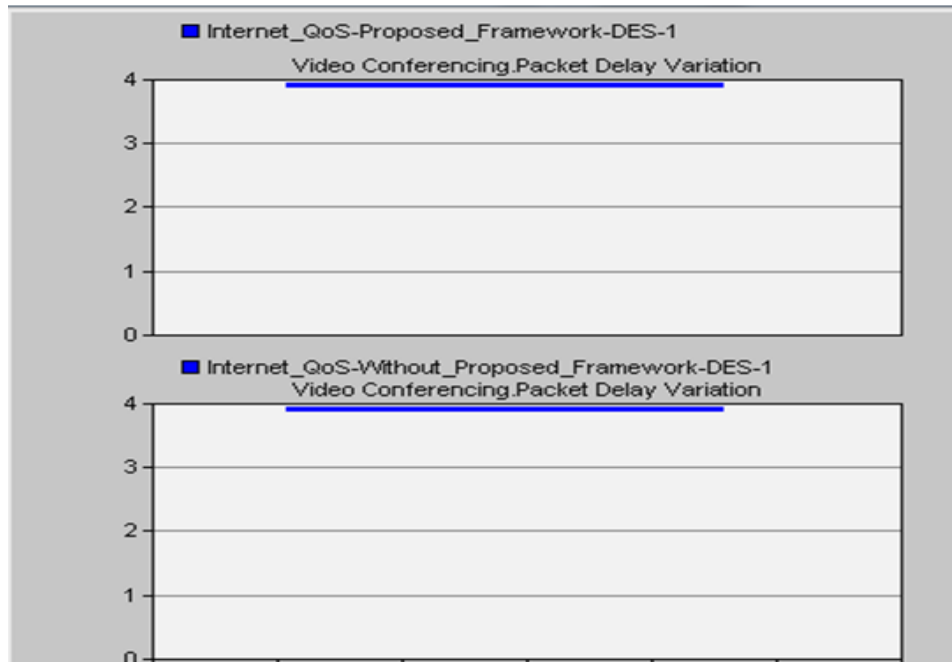 Internet_QoS-Proposed_Framework-DES-1
Video Conferencing.Packet Delay Variation
4
3
2
1
0
Internet_QoS-Without_Proposed_Framework-DES-1
Video Conferencing.Packet Delay Variation
4
3
2
1
0